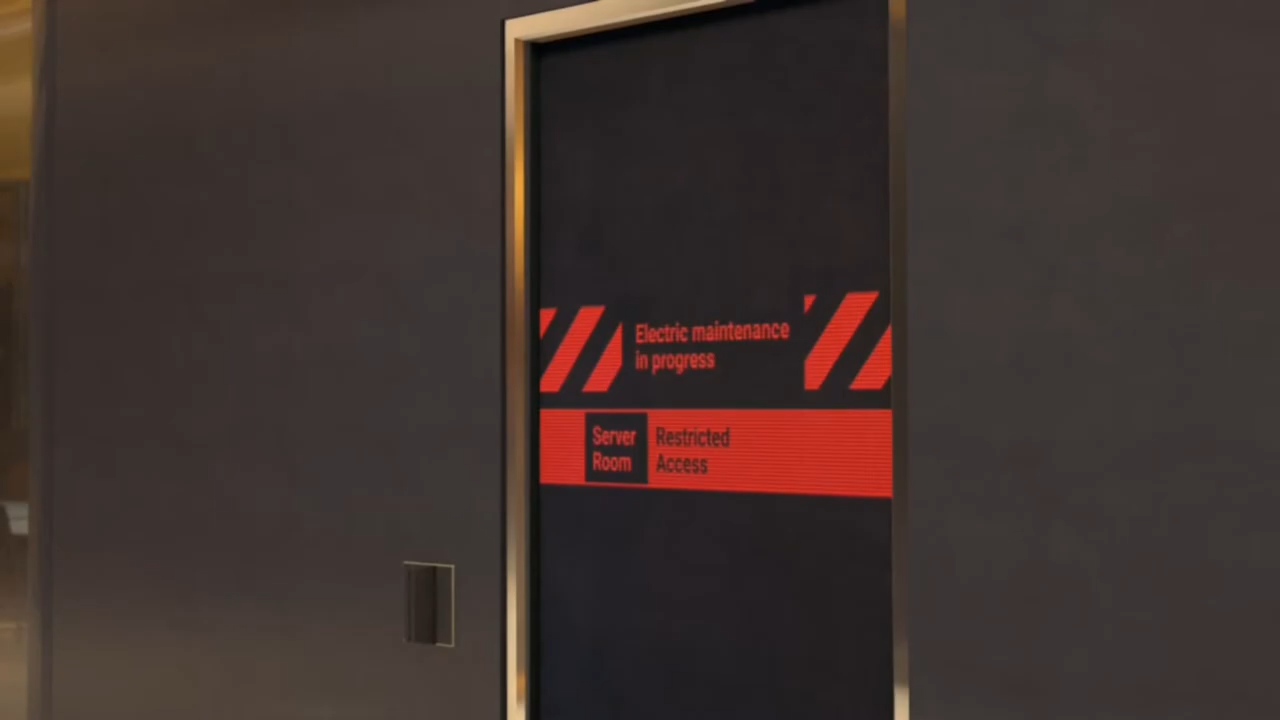 Electric maintenance
in progress
Server
Room
Restricted
Access